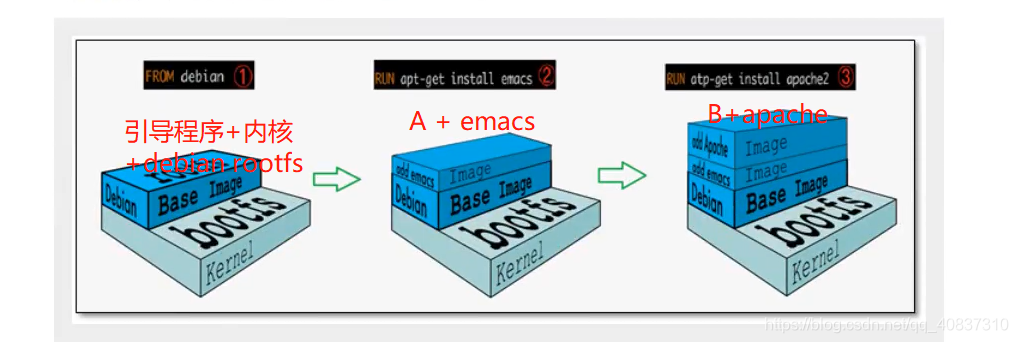 FROM debian ①
RUN apt-get install emacs ②
RUN atp-get install apache2 ③
引导程序+内核
+debian rootfs
A + emacs
B+apache
Debian
Base Image
bootfs
Kernel
add emacs
Image
Debian
Base Image
bootfs
Kernel
add Apache
Image
add emacs
Image
Debian
Base Image
bootfs
Kernel
https://blog.csdn.net/qq_40837310